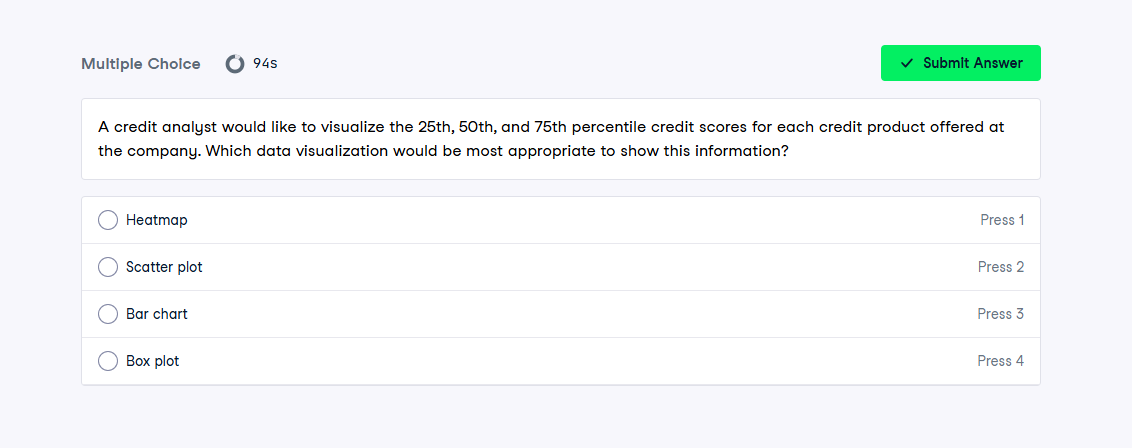 Multiple Choice
94s
Submit Answer
A credit analyst would like to visualize the 25th, 50th, and 75th percentile credit scores for each credit product offered at
the company. Which data visualization would be most appropriate to show this information?
Heatmap Press 1
Scatter plot Press 2
Bar chart Press 3
Box plot Press 4